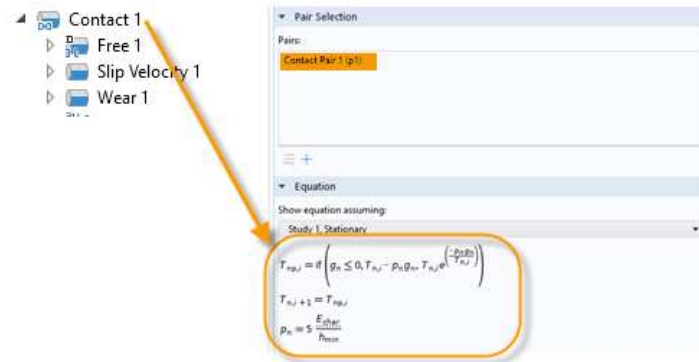 Contact 1
Free 1
Slip Velocity 1
Wear 1
Pair Selection
Pairs:
Contact Pair 1 (p1)
Equation
Show equation assuming:
Study 1, Stationary
T_{np,i} = if (g_n ≤ 0, T_{n,i} - p_n g_n, T_{n,i} e^{(-p_n g_n / T_{n,i})})
T_{n,i+1} = T_{np,i}
p_n = 5 E_{char} / h_{min}